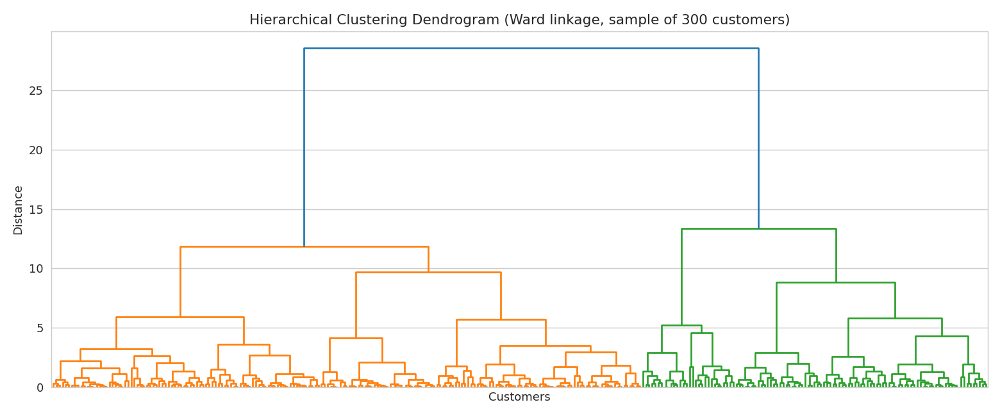 Hierarchical Clustering Dendrogram (Ward linkage, sample of 300 customers)
Distance
25
20
15
10
5
0
Customers